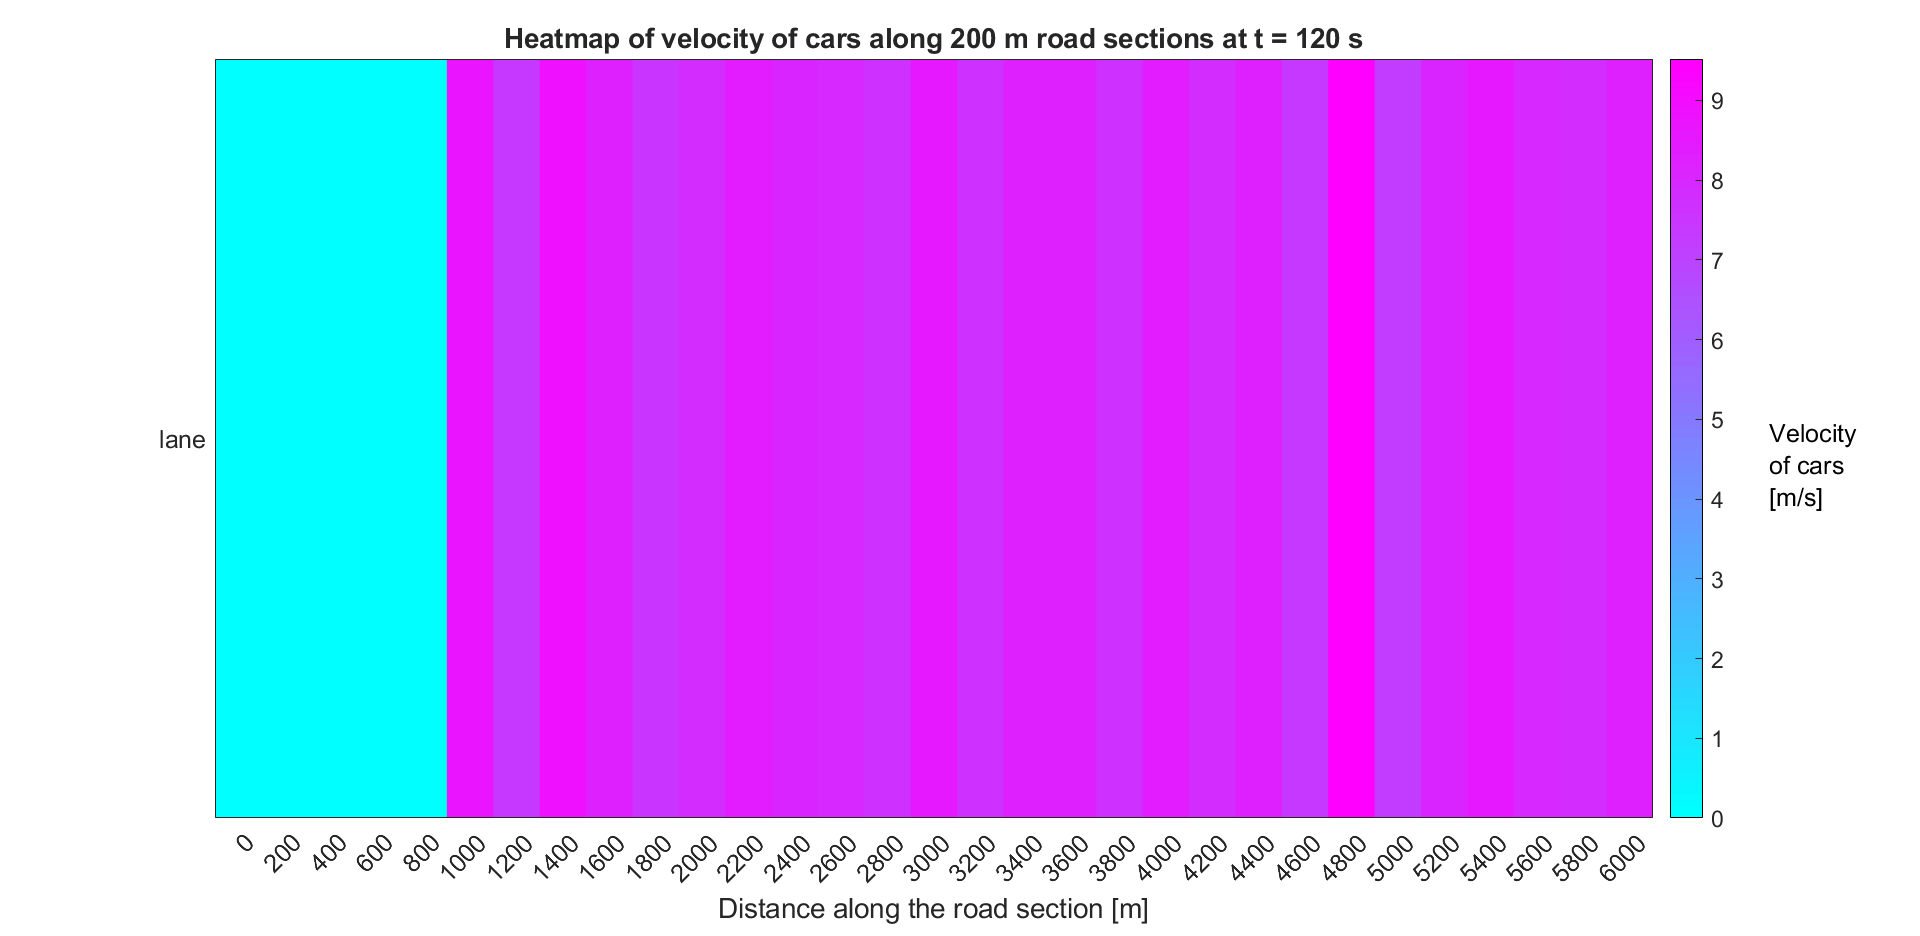 Heatmap of velocity of cars along 200 m road sections at t = 120 s
lane
0 200 400 600 800 1000 1200 1400 1600 1800 2000 2200 2400 2600 2800 3000 3200 3400 3600 3800 4000 4200 4400 4600 4800 5000 5200 5400 5600 5800 6000
Distance along the road section [m]
9
8
7
6
5
4
3
2
1
0
Velocity
of cars
[m/s]